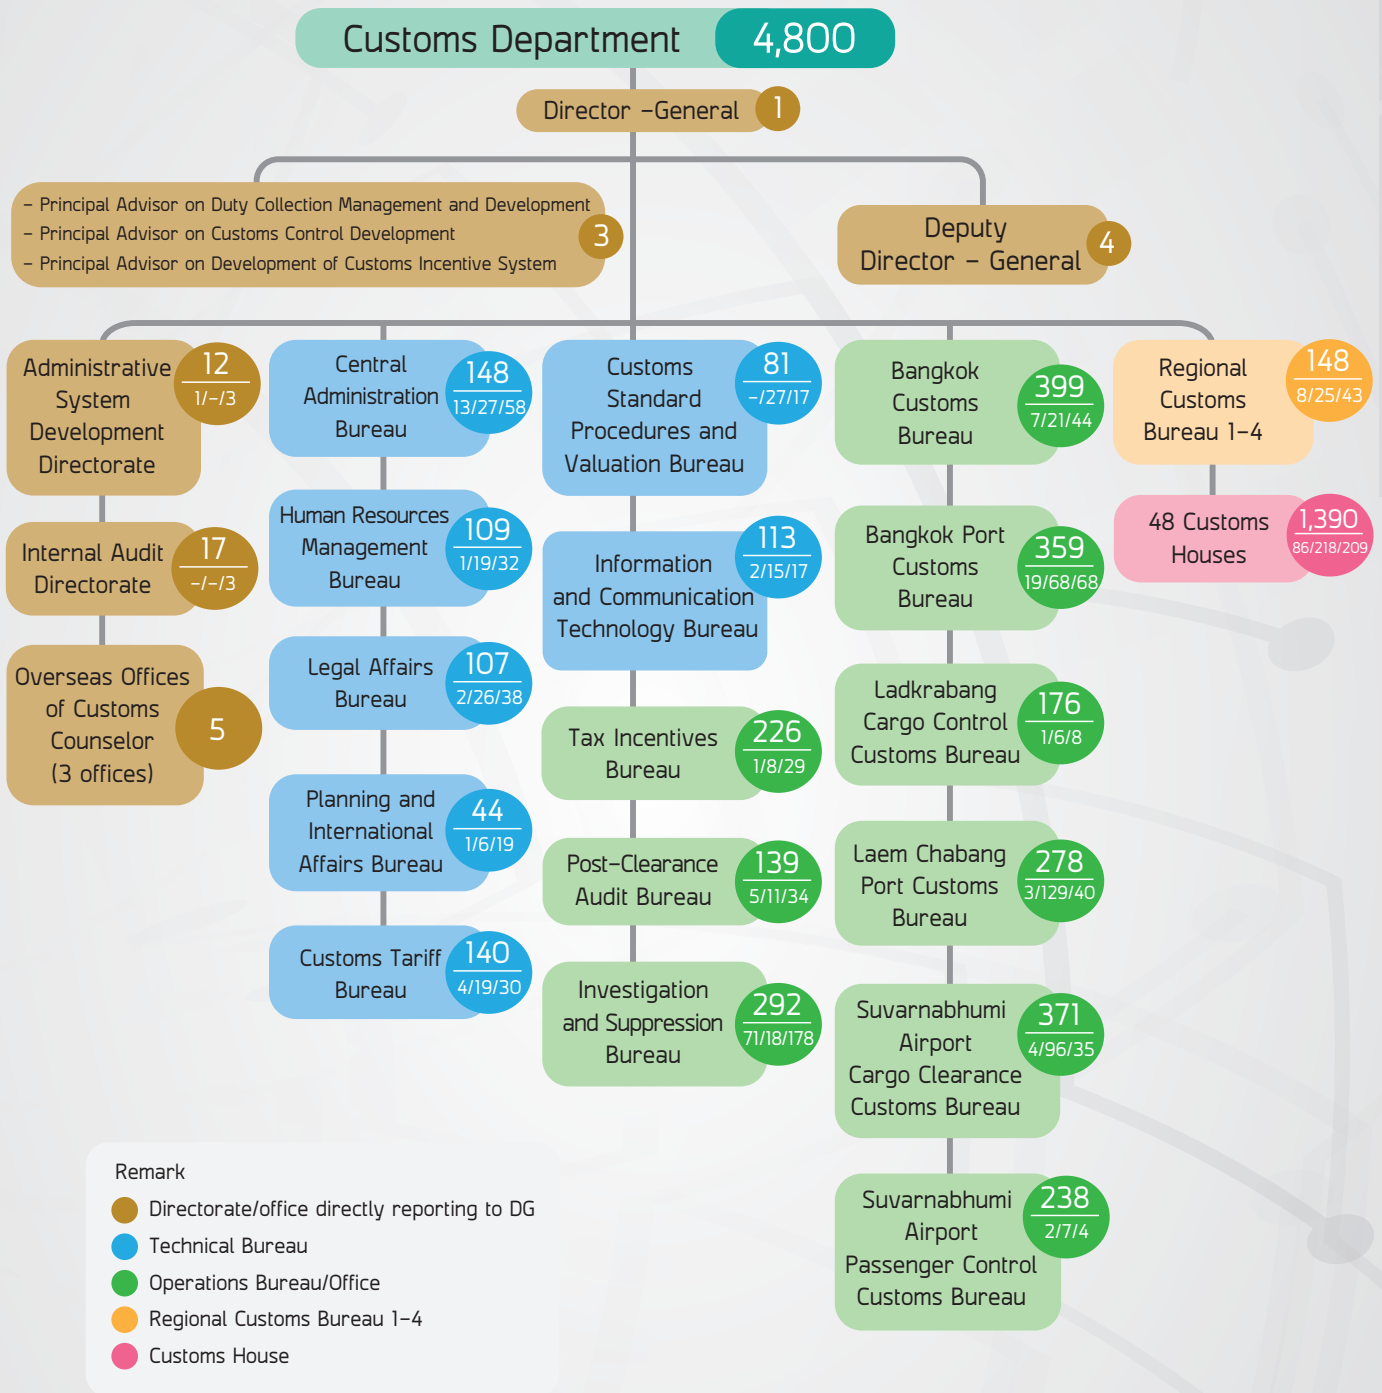 Customs Department 4,800
Director –General 1
– Principal Advisor on Duty Collection Management and Development
– Principal Advisor on Customs Control Development
– Principal Advisor on Development of Customs Incentive System
3
Deputy
Director – General
4
Administrative
System
Development
Directorate
12
1/-/3
Internal Audit
Directorate
17
-/-/3
Overseas Offices
of Customs
Counselor
(3 offices)
5
Central
Administration
Bureau
148
13/27/58
Human Resources
Management
Bureau
109
1/19/32
Legal Affairs
Bureau
107
2/26/38
Planning and
International
Affairs Bureau
44
1/6/19
Customs Tariff
Bureau
140
4/19/30
Customs
Standard
Procedures and
Valuation Bureau
81
-/27/17
Information
and Communication
Technology Bureau
113
2/15/17
Tax Incentives
Bureau
226
1/8/29
Post-Clearance
Audit Bureau
139
5/11/34
Investigation
and Suppression
Bureau
292
71/18/178
Bangkok
Customs
Bureau
399
7/21/44
Bangkok Port
Customs
Bureau
359
19/68/68
Ladkrabang
Cargo Control
Customs Bureau
176
1/6/8
Laem Chabang
Port Customs
Bureau
278
3/129/40
Suvarnabhumi
Airport
Cargo Clearance
Customs Bureau
371
4/96/35
Suvarnabhumi
Airport
Passenger Control
Customs Bureau
238
2/7/4
Regional
Customs
Bureau 1-4
148
8/25/43
48 Customs
Houses
1,390
86/218/209
Remark
Directorate/office directly reporting to DG
Technical Bureau
Operations Bureau/Office
Regional Customs Bureau 1-4
Customs House